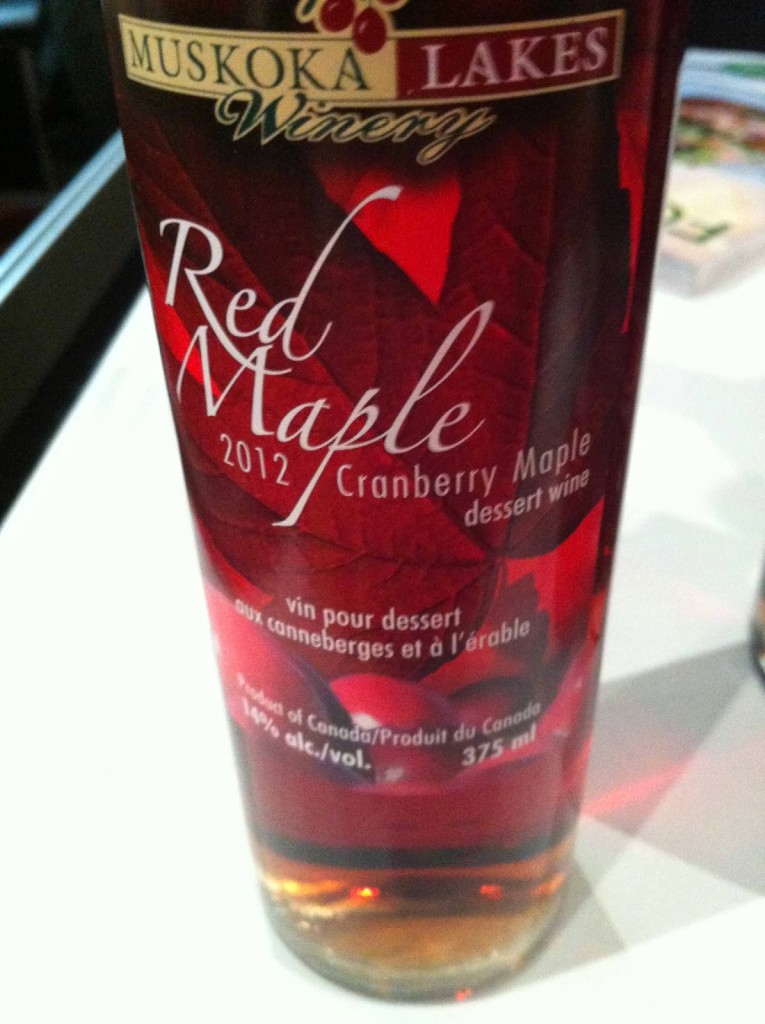 MUSKOKA LAKES
Winery
Red
Maple
2012 Cranberry Maple
dessert wine
vin pour dessert
aux canneberges et à l'érable
Product of Canada/Produit du Canada
14% alc./vol. 375 ml